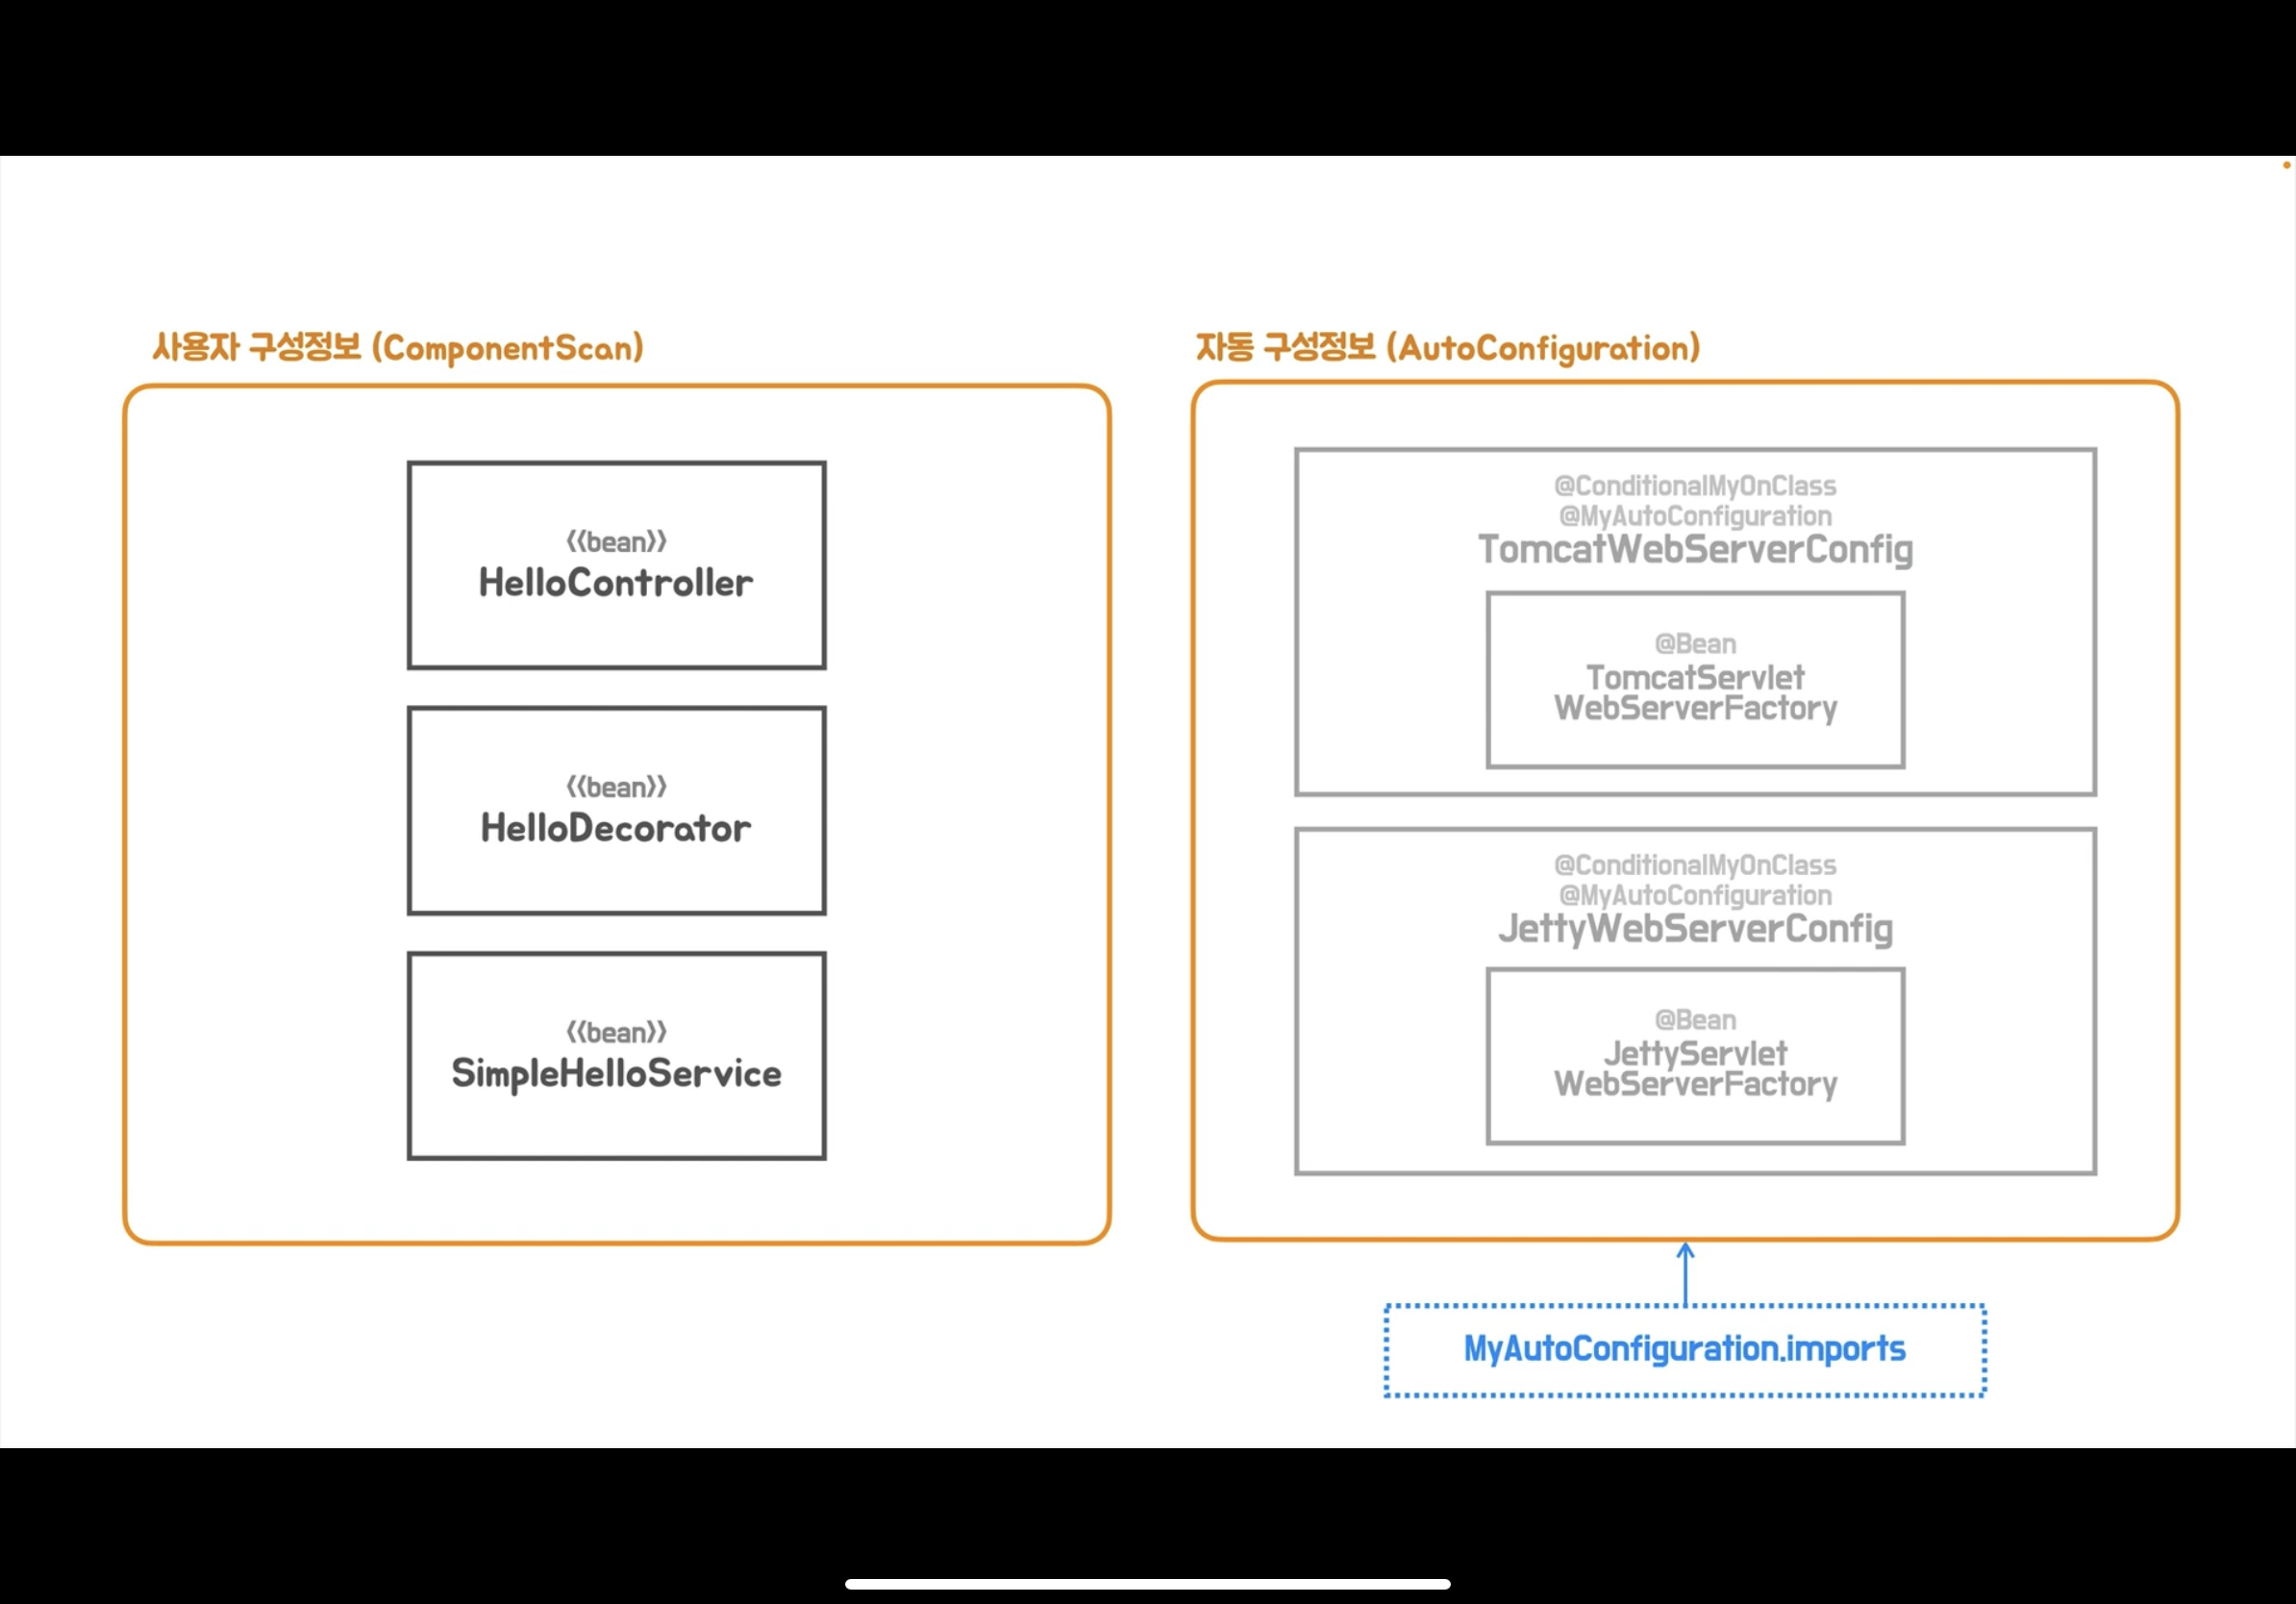 사용자 구성정보 (ComponentScan)
《bean》
HelloController
《bean》
HelloDecorator
《bean》
SimpleHelloService
자동 구성정보 (AutoConfiguration)
@ConditionalMyOnClass
@MyAutoConfiguration
TomcatWebServerConfig
@Bean
TomcatServlet
WebServerFactory
@ConditionalMyOnClass
@MyAutoConfiguration
JettyWebServerConfig
@Bean
JettyServlet
WebServerFactory
MyAutoConfiguration.imports